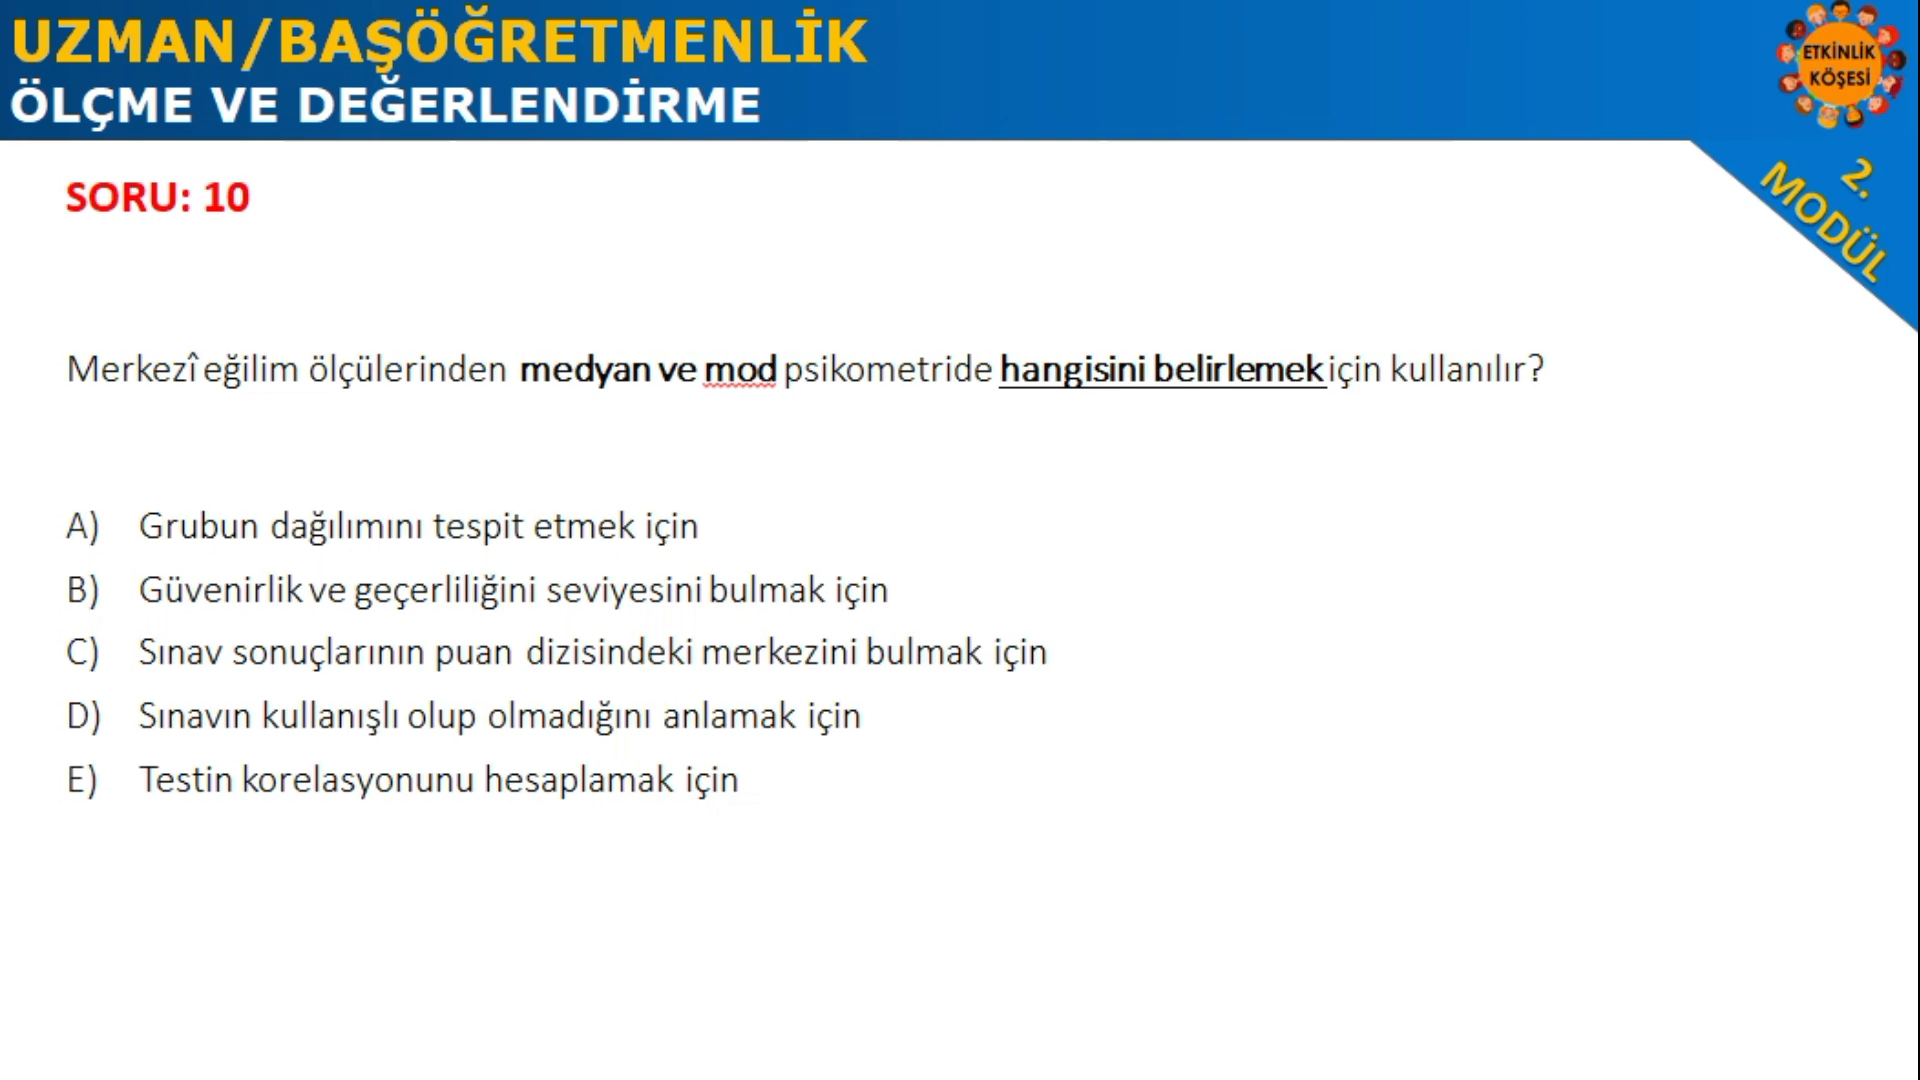 UZMAN/BAŞÖĞRETMENLİK
ÖLÇME VE DEĞERLENDİRME
ETKİNLİK
KÖŞESİ
2.
MODÜL
SORU: 10
Merkezî eğilim ölçülerinden medyan ve mod psikometride hangisini belirlemek için kullanılır?
A) Grubun dağılımını tespit etmek için
B) Güvenirlik ve geçerliliğini seviyesini bulmak için
C) Sınav sonuçlarının puan dizisindeki merkezini bulmak için
D) Sınavın kullanışlı olup olmadığını anlamak için
E) Testin korelasyonunu hesaplamak için